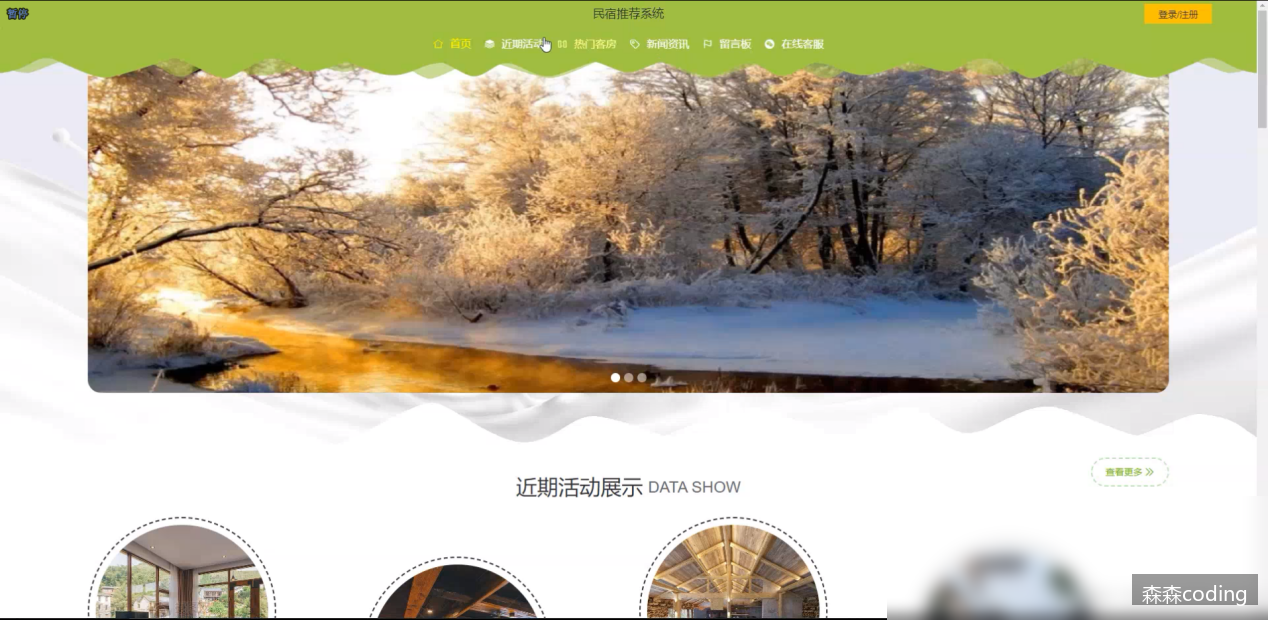 暂停
民宿推荐系统
登录/注册
首页 近期活动 热门客房 新闻资讯 留言板 在线客服
近期活动展示 DATA SHOW
查看更多
森森coding